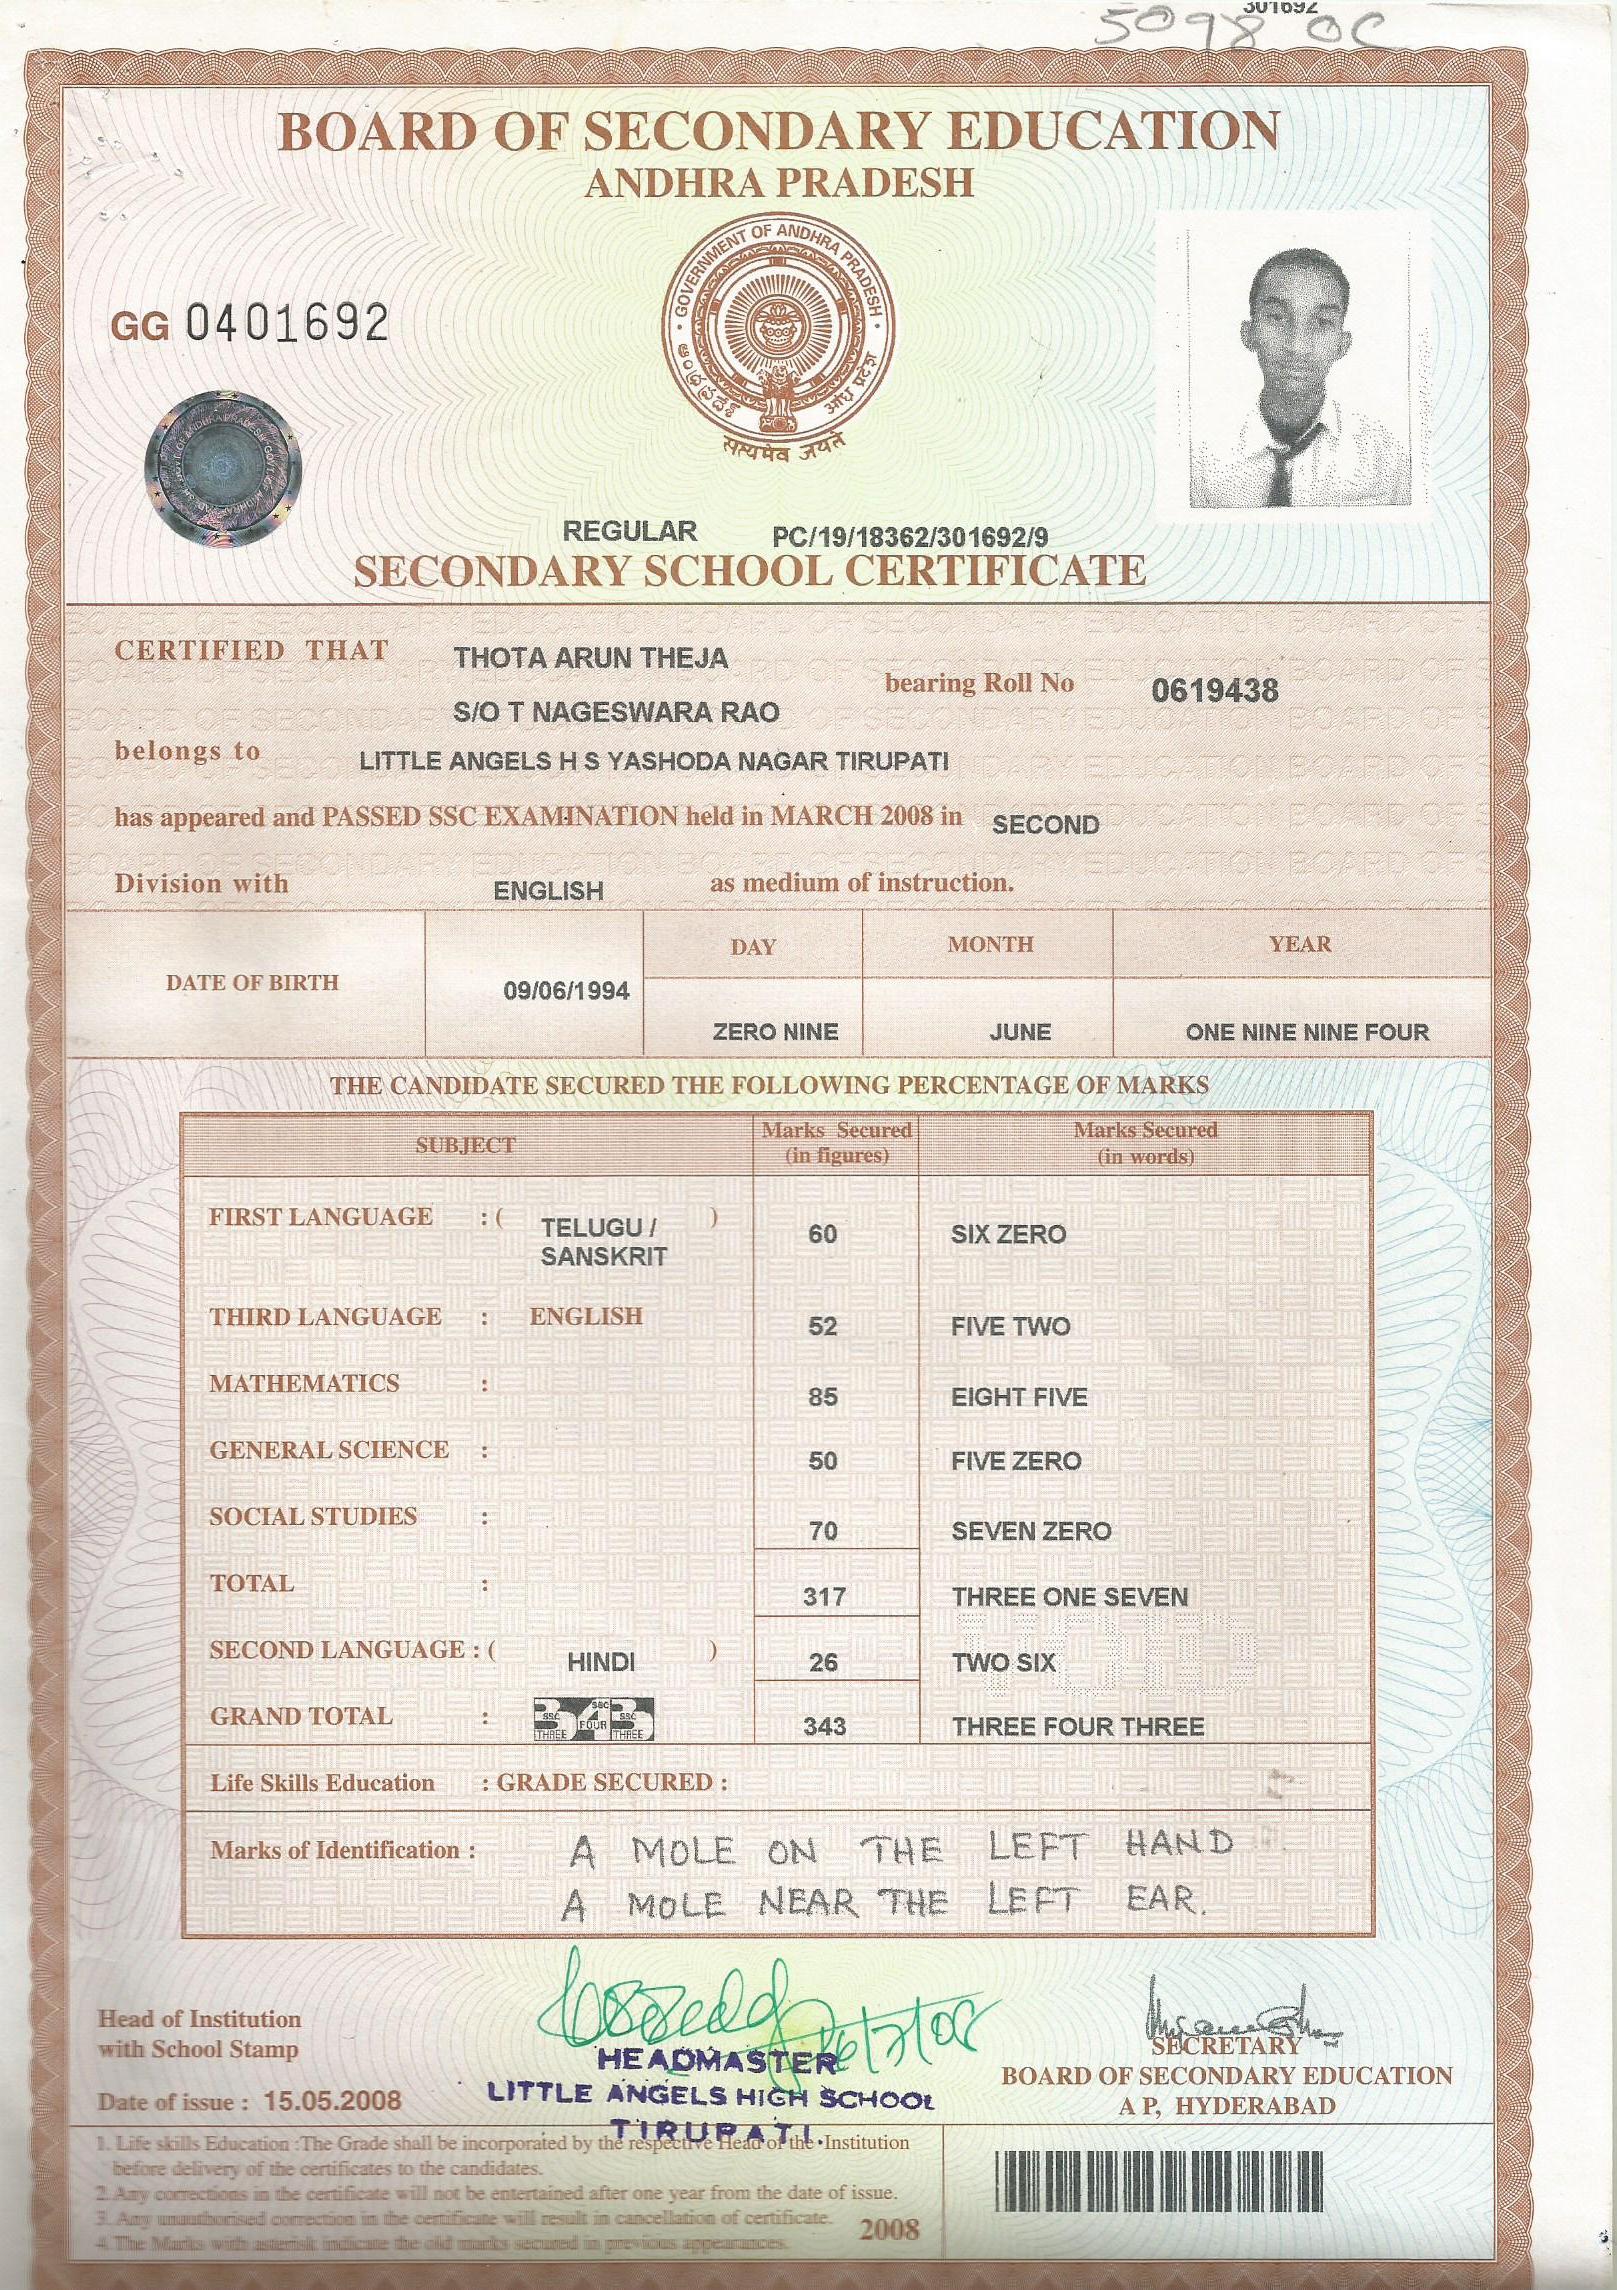 301692
5098 OC
BOARD OF SECONDARY EDUCATION
ANDHRA PRADESH
GOVERNMENT OF ANDHRA PRADESH
ఆంధ్రప్రదేశ్ आंध्र प्रदेश
सत्यमेव जयते
GG 0401692
REGULAR PC/19/18362/301692/9
SECONDARY SCHOOL CERTIFICATE
CERTIFIED THAT THOTA ARUN THEJA
bearing Roll No 0619438
S/O T NAGESWARA RAO
belongs to LITTLE ANGELS H S YASHODA NAGAR TIRUPATI
has appeared and PASSED SSC EXAMINATION held in MARCH 2008 in SECOND
Division with ENGLISH as medium of instruction.
DAY MONTH YEAR
DATE OF BIRTH 09/06/1994
ZERO NINE JUNE ONE NINE NINE FOUR
THE CANDIDATE SECURED THE FOLLOWING PERCENTAGE OF MARKS
SUBJECT Marks Secured (in figures) Marks Secured (in words)
FIRST LANGUAGE : ( TELUGU / SANSKRIT ) 60 SIX ZERO
THIRD LANGUAGE : ENGLISH 52 FIVE TWO
MATHEMATICS : 85 EIGHT FIVE
GENERAL SCIENCE : 50 FIVE ZERO
SOCIAL STUDIES : 70 SEVEN ZERO
TOTAL : 317 THREE ONE SEVEN
SECOND LANGUAGE : ( HINDI ) 26 TWO SIX
VOID
GRAND TOTAL : 343 343 THREE FOUR THREE
SSC SSC SSC
THREE FOUR THREE
Life Skills Education : GRADE SECURED :
Marks of Identification : A MOLE ON THE LEFT HAND
A MOLE NEAR THE LEFT EAR.
Head of Institution
with School Stamp
HEADMASTER
LITTLE ANGELS HIGH SCHOOL
TIRUPATI.
Date of issue : 15.05.2008
SECRETARY
BOARD OF SECONDARY EDUCATION
A P, HYDERABAD
1. Life skills Education :The Grade shall be incorporated by the respective Head of the Institution
before delivery of the certificates to the candidates.
2. Any corrections in the certificate will not be entertained after one year from the date of issue.
3. Any unauthorised correction in the certificate will result in cancellation of certificate.
4. The Marks with asterisk indicate the old marks secured in previous appearances.
2008